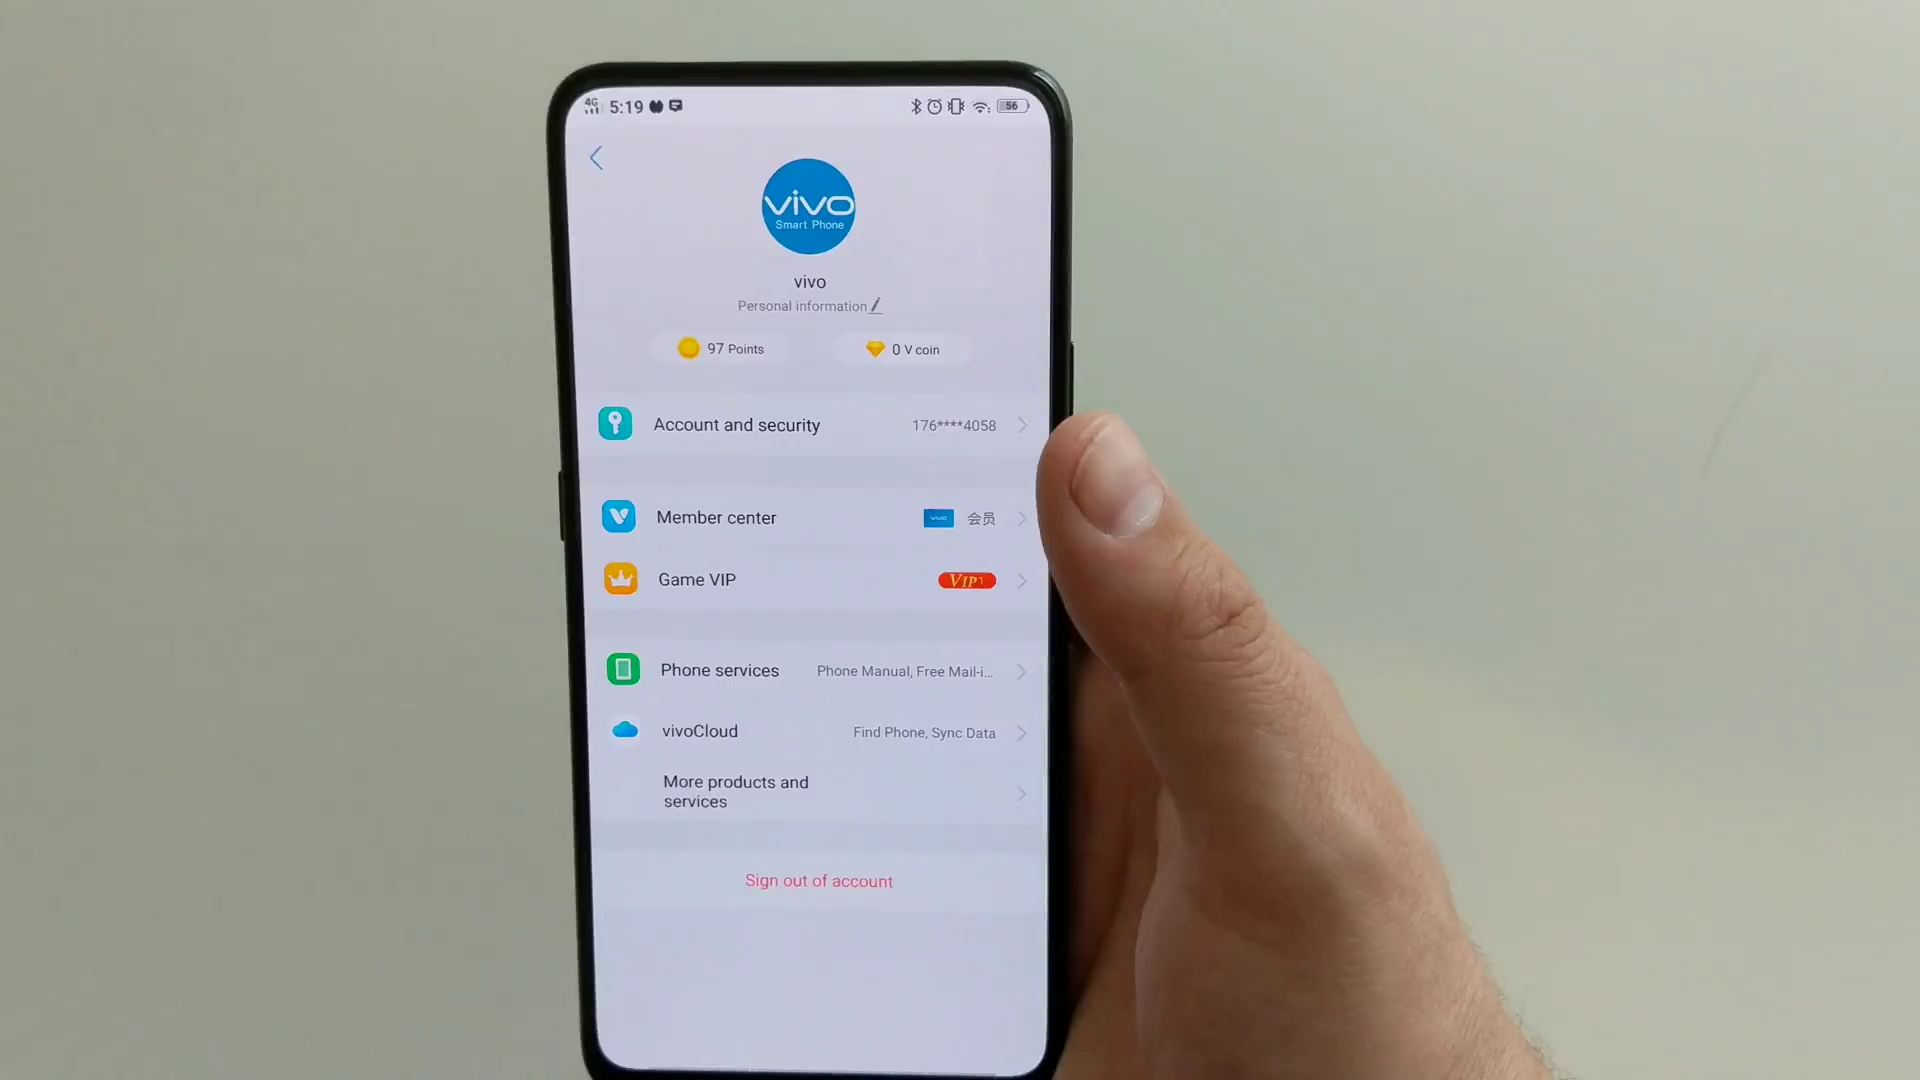 4G 5:19 56
vivo
Smart Phone
vivo
Personal information
97 Points 0 V coin
Account and security 176****4058
Member center vivo 会员
Game VIP VIP1
Phone services Phone Manual, Free Mail-i...
vivoCloud Find Phone, Sync Data
More products and
services
Sign out of account